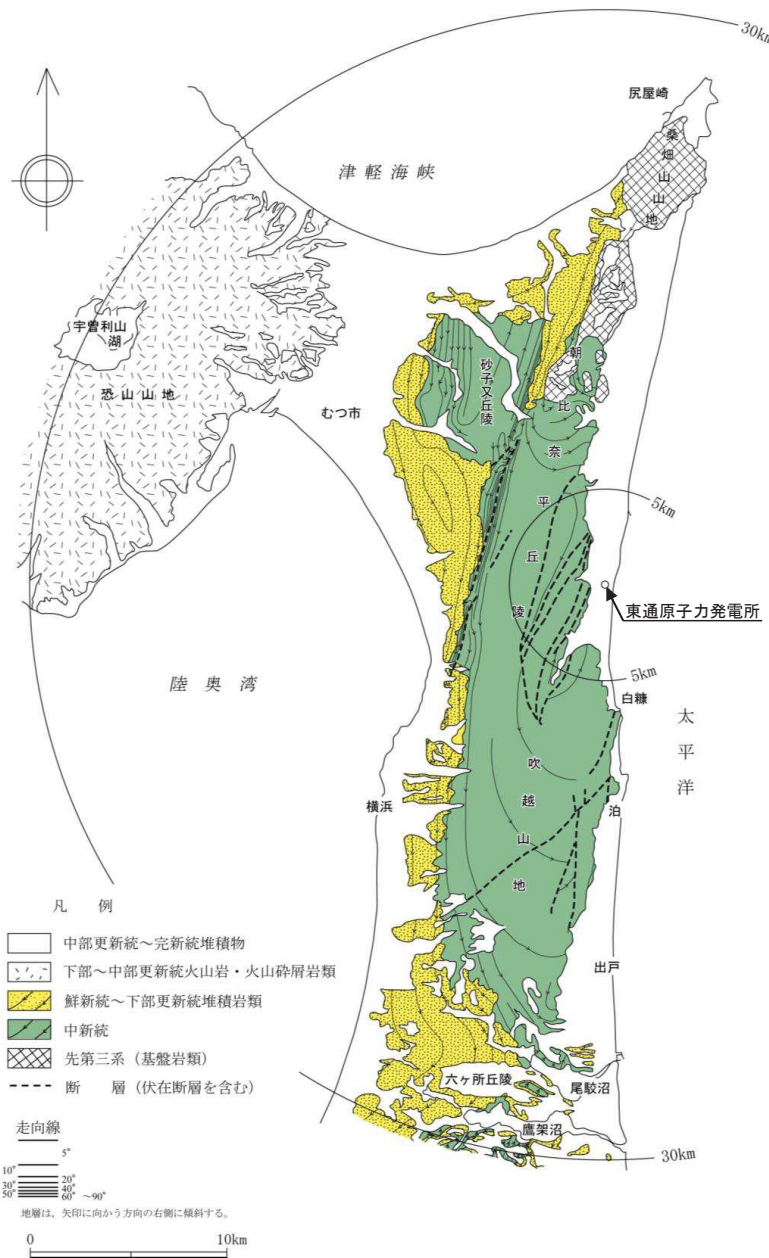 30km
尻屋崎
桑畑山山地
津軽海峡
宇曽利山
湖
恐山山地
むつ市
砂子又丘陵
朝比奈平丘陵
5km
東通原子力発電所
5km
白糠
陸奥湾
太平洋
吹越山地
横浜
泊
出戸
六ヶ所丘陵
尾駮沼
鷹架沼
30km
凡 例
中部更新統~完新統堆積物
下部~中部更新統火山岩・火山砕屑岩類
鮮新統~下部更新統堆積岩類
中新統
先第三系(基盤岩類)
断 層(伏在断層を含む)
走向線
5°
10°
20°
30°
40°
50°
60° ~90°
地層は,矢印に向かう方向の右側に傾斜する。
0 10km